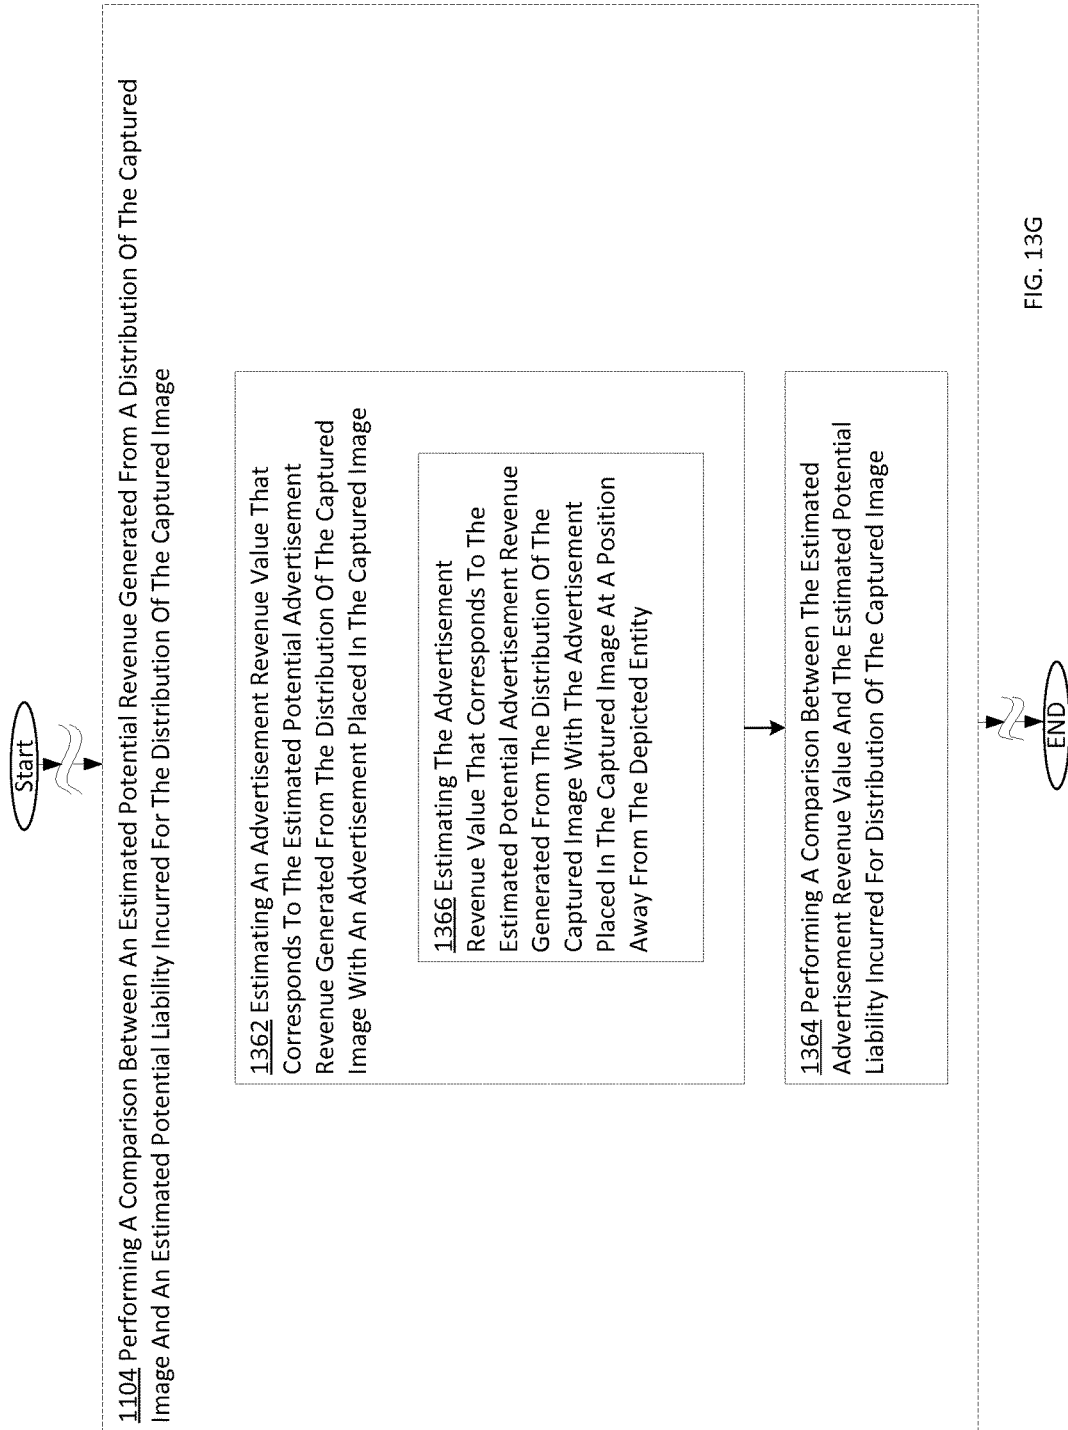 Start
1104 Performing A Comparison Between An Estimated Potential Revenue Generated From A Distribution Of The Captured
Image And An Estimated Potential Liability Incurred For The Distribution Of The Captured Image
1362 Estimating An Advertisement Revenue Value That
Corresponds To The Estimated Potential Advertisement
Revenue Generated From The Distribution Of The Captured
Image With An Advertisement Placed In The Captured Image
1366 Estimating The Advertisement
Revenue Value That Corresponds To The
Estimated Potential Advertisement Revenue
Generated From The Distribution Of The
Captured Image With The Advertisement
Placed In The Captured Image At A Position
Away From The Depicted Entity
1364 Performing A Comparison Between The Estimated
Advertisement Revenue Value And The Estimated Potential
Liability Incurred For Distribution Of The Captured Image
END
FIG. 13G